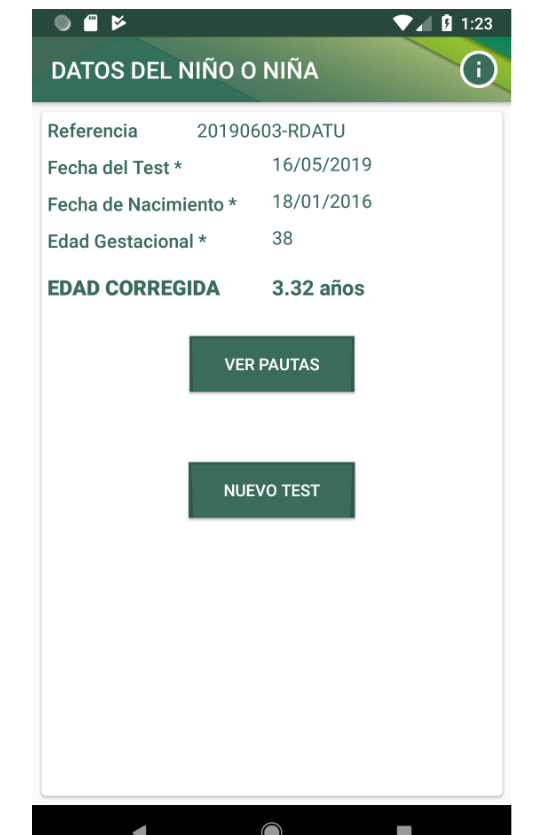 1:23
DATOS DEL NIÑO O NIÑA
Referencia 20190603-RDATU
Fecha del Test * 16/05/2019
Fecha de Nacimiento * 18/01/2016
Edad Gestacional * 38
EDAD CORREGIDA 3.32 años
VER PAUTAS
NUEVO TEST